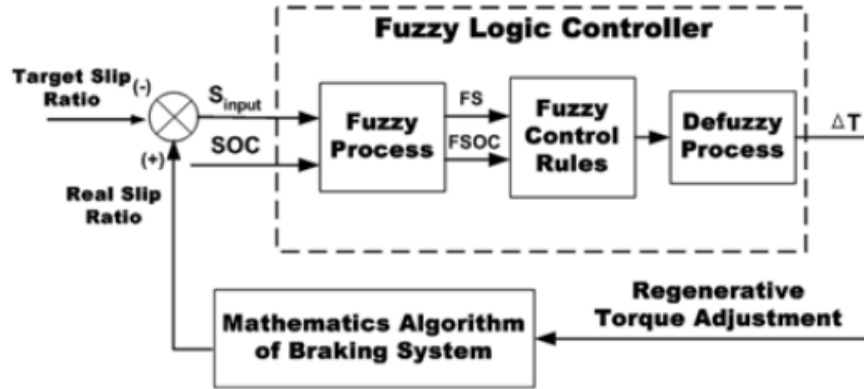 Fuzzy Logic Controller
Target Slip
Ratio
(-)
S_input
SOC
(+)
Real Slip
Ratio
Fuzzy
Process
FS
FSOC
Fuzzy
Control
Rules
Defuzzy
Process
ΔT
Regenerative
Torque Adjustment
Mathematics Algorithm
of Braking System